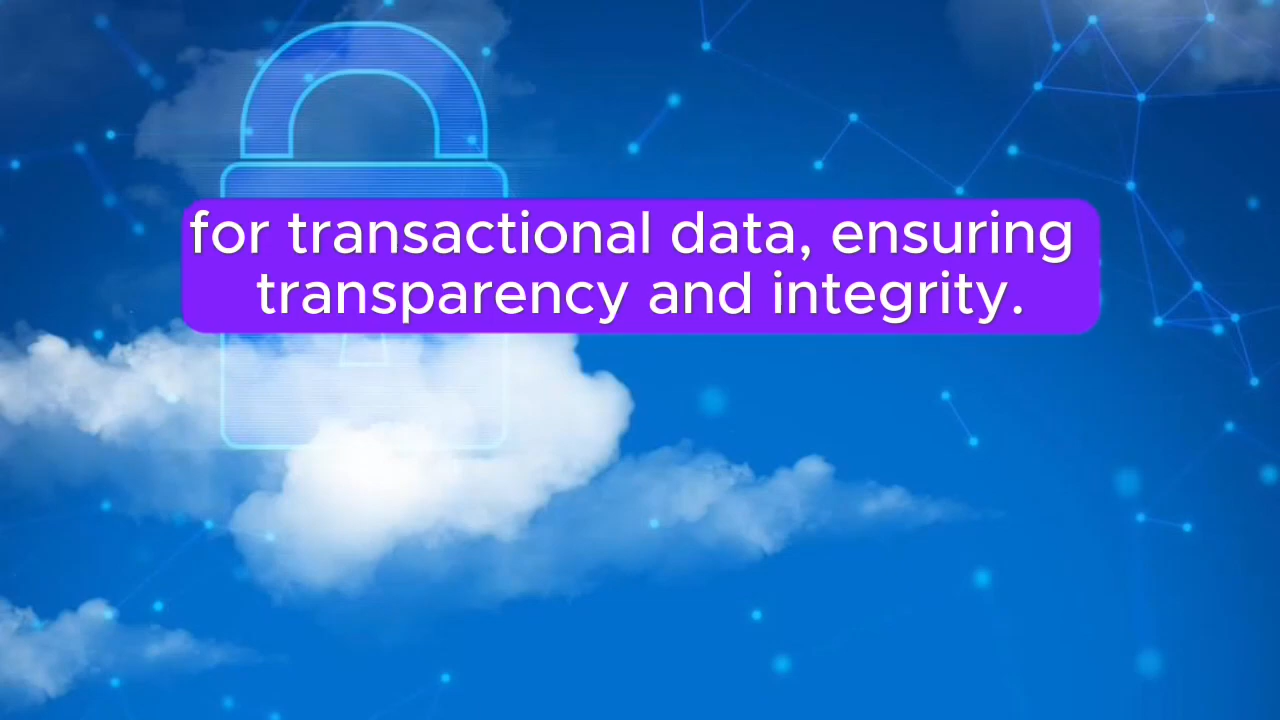 for transactional data, ensuring
transparency and integrity.